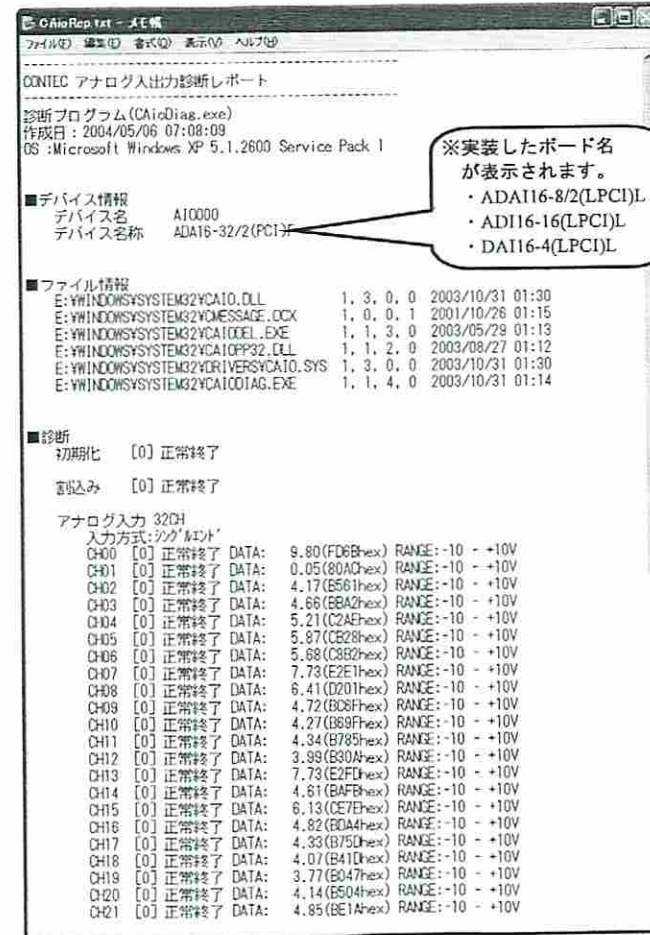 CAioRep.txt - メモ帳
ファイル(F) 編集(E) 書式(O) 表示(V) ヘルプ(H)
--------------------------------------------------
CONTEC アナログ入出力診断レポート
--------------------------------------------------
診断プログラム(CAioDiag.exe)
作成日:2004/05/06 07:08:09
OS :Microsoft Windows XP 5.1.2600 Service Pack 1
※実装したボード名
が表示されます。
・ADAI16-8/2(LPCI)L
・ADI16-16(LPCI)L
・DAI16-4(LPCI)L
■デバイス情報
デバイス名 AIO000
デバイス名称 ADA16-32/2(PCI)F
■ファイル情報
E:¥WINDOWS¥SYSTEM32¥CAIO.DLL 1, 3, 0, 0 2003/10/31 01:30
E:¥WINDOWS¥SYSTEM32¥CMESSAGE.OCX 1, 0, 0, 1 2001/10/26 01:15
E:¥WINDOWS¥SYSTEM32¥CAIODEL.EXE 1, 1, 3, 0 2003/05/29 01:13
E:¥WINDOWS¥SYSTEM32¥CAIOPP32.DLL 1, 1, 2, 0 2003/08/27 01:12
E:¥WINDOWS¥SYSTEM32¥DRIVERS¥CAIO.SYS 1, 3, 0, 0 2003/10/31 01:30
E:¥WINDOWS¥SYSTEM32¥CAIODIAG.EXE 1, 1, 4, 0 2003/10/31 01:14
■診断
初期化 [0] 正常終了
割込み [0] 正常終了
アナログ入力 32CH
入力方式:シングルエンド
CH00 [0] 正常終了 DATA: 9.80(FD6Bhex) RANGE:-10 - +10V
CH01 [0] 正常終了 DATA: 0.05(80AChex) RANGE:-10 - +10V
CH02 [0] 正常終了 DATA: 4.17(B561hex) RANGE:-10 - +10V
CH03 [0] 正常終了 DATA: 4.66(BBA2hex) RANGE:-10 - +10V
CH04 [0] 正常終了 DATA: 5.21(C2AEhex) RANGE:-10 - +10V
CH05 [0] 正常終了 DATA: 5.87(CB28hex) RANGE:-10 - +10V
CH06 [0] 正常終了 DATA: 5.68(C8B2hex) RANGE:-10 - +10V
CH07 [0] 正常終了 DATA: 7.73(E2E1hex) RANGE:-10 - +10V
CH08 [0] 正常終了 DATA: 6.41(D201hex) RANGE:-10 - +10V
CH09 [0] 正常終了 DATA: 4.72(BC6Fhex) RANGE:-10 - +10V
CH10 [0] 正常終了 DATA: 4.27(B69Fhex) RANGE:-10 - +10V
CH11 [0] 正常終了 DATA: 4.34(B785hex) RANGE:-10 - +10V
CH12 [0] 正常終了 DATA: 3.99(B30Ahex) RANGE:-10 - +10V
CH13 [0] 正常終了 DATA: 7.73(E2FDhex) RANGE:-10 - +10V
CH14 [0] 正常終了 DATA: 4.61(BAFBhex) RANGE:-10 - +10V
CH15 [0] 正常終了 DATA: 6.13(CE7Ehex) RANGE:-10 - +10V
CH16 [0] 正常終了 DATA: 4.82(BDA4hex) RANGE:-10 - +10V
CH17 [0] 正常終了 DATA: 4.33(B75Dhex) RANGE:-10 - +10V
CH18 [0] 正常終了 DATA: 4.07(B41Dhex) RANGE:-10 - +10V
CH19 [0] 正常終了 DATA: 3.77(B047hex) RANGE:-10 - +10V
CH20 [0] 正常終了 DATA: 4.14(B504hex) RANGE:-10 - +10V
CH21 [0] 正常終了 DATA: 4.85(BE1Ahex) RANGE:-10 - +10V